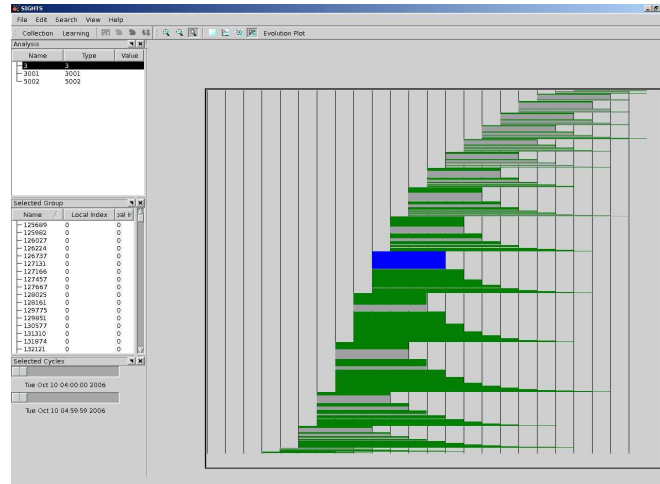 SIGHTS
File Edit Search View Help
Collection Learning Evolution Plot
Analysis
Name Type Value
3 3
3001 3001
5002 5002
Selected Group
Name Local Index
125689 0 0
125982 0 0
126027 0 0
126224 0 0
126737 0 0
127131 0 0
127166 0 0
127457 0 0
127667 0 0
128025 0 0
128161 0 0
129775 0 0
129851 0 0
130577 0 0
131310 0 0
131874 0 0
132121 0 0
Selected Cycles
Tue Oct 10 04:00:00 2006
Tue Oct 10 04:59:59 2006